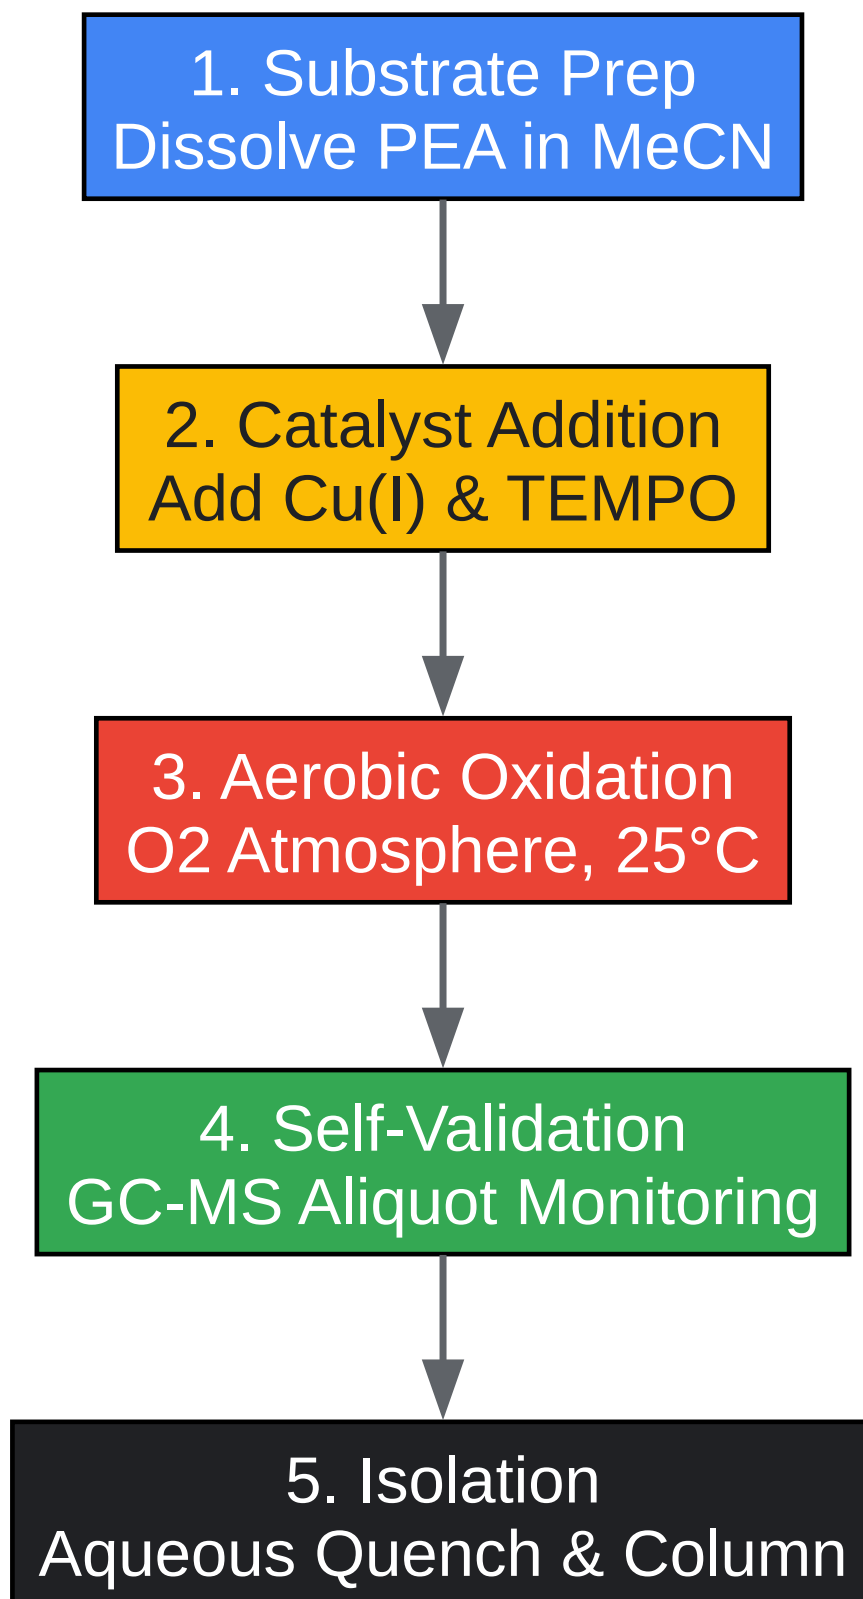 1. Substrate Prep
Dissolve PEA in MeCN
2. Catalyst Addition
Add Cu(I) & TEMPO
3. Aerobic Oxidation
O2 Atmosphere, 25°C
4. Self-Validation
GC-MS Aliquot Monitoring
5. Isolation
Aqueous Quench & Column